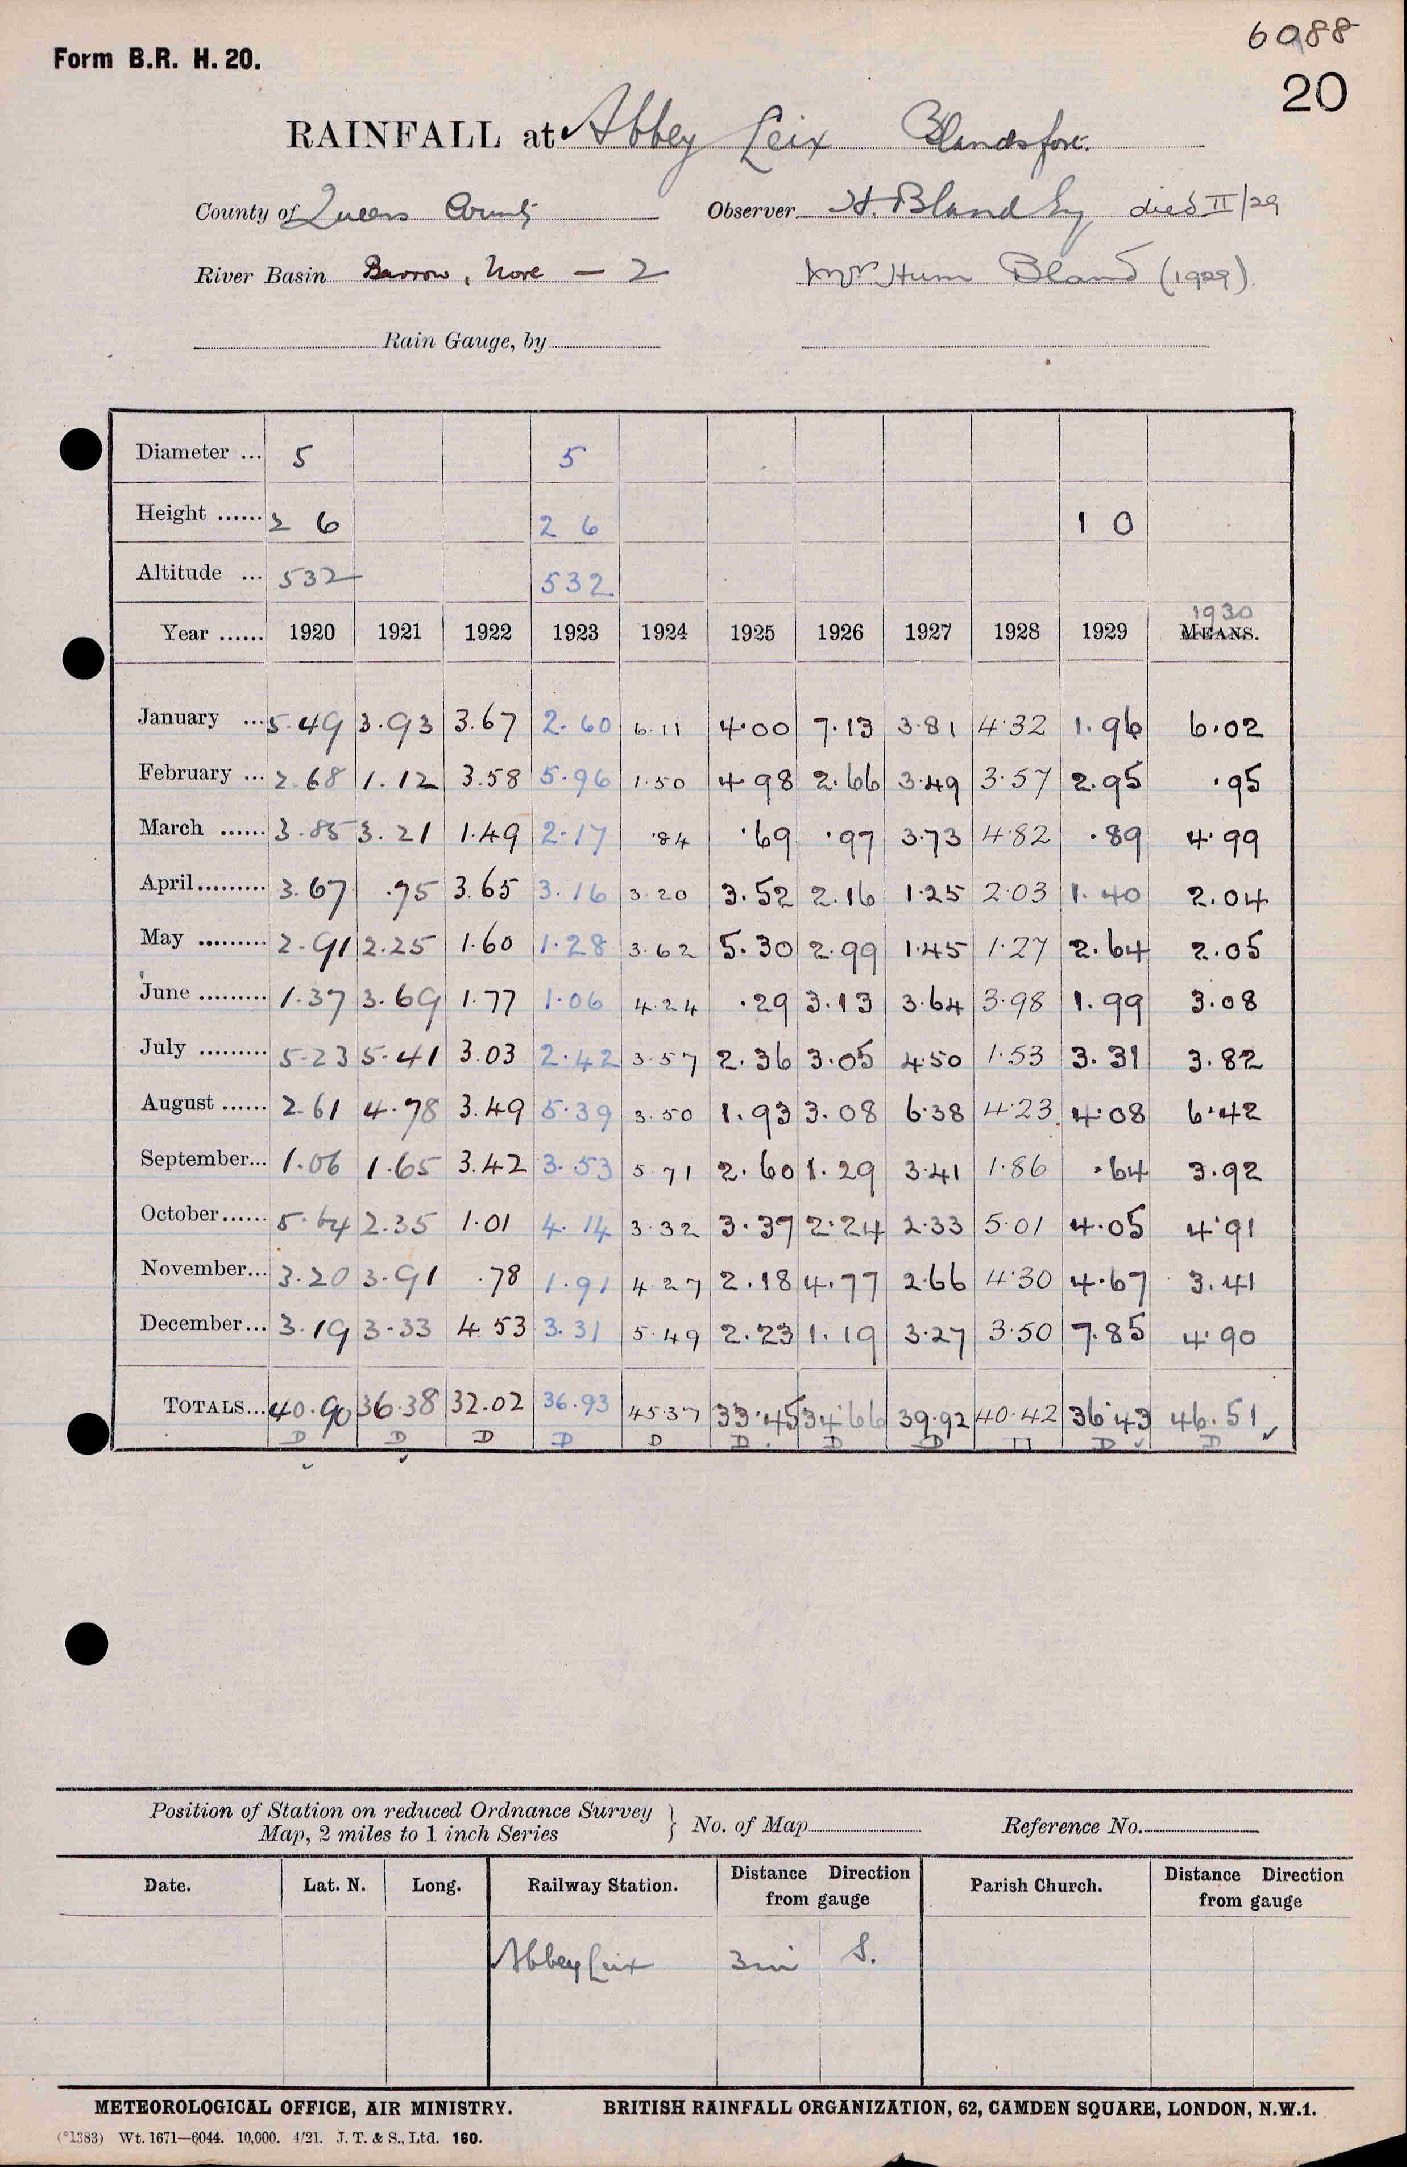 6988
Form B.R. H. 20.
20
RAINFALL at Abbey Leix Blandsfort.
County of Queens County Observer H. Bland Esq died II/29
River Basin Barrow, Nore — 2 Mr Hum Bland (1929)
Rain Gauge, by
Diameter ... 5 5
Height ...... 2 6 2 6 1 0
Altitude ... 532 532
1930
Year ...... 1920 1921 1922 1923 1924 1925 1926 1927 1928 1929 MEANS.
January ... 5.49 3.93 3.67 2.60 6.11 4.00 7.13 3.81 4.32 1.96 6.02
February ... 2.68 1.12 3.58 5.96 1.50 4.98 2.66 3.49 3.57 2.95 .95
March ...... 3.85 3.21 1.49 2.17 .84 .69 .97 3.73 4.82 .89 4.99
April......... 3.67 .75 3.65 3.16 3.20 3.52 2.16 1.25 2.03 1.40 2.04
May ......... 2.91 2.25 1.60 1.28 3.62 5.30 2.99 1.45 1.27 2.64 2.05
June ......... 1.37 3.69 1.77 1.06 4.24 .29 3.13 3.64 3.98 1.99 3.08
July ......... 5.23 5.41 3.03 2.42 3.57 2.36 3.05 4.50 1.53 3.31 3.82
August ...... 2.61 4.78 3.49 5.39 3.50 1.93 3.08 6.38 4.23 4.08 6.42
September... 1.06 1.65 3.42 3.53 5.71 2.60 1.29 3.41 1.86 .64 3.92
October...... 5.64 2.35 1.01 4.14 3.32 3.37 2.24 2.33 5.01 4.05 4.91
November... 3.20 3.91 .78 1.91 4.27 2.18 4.77 2.66 4.30 4.67 3.41
December... 3.19 3.33 4.53 3.31 5.49 2.23 1.19 3.27 3.50 7.85 4.90
TOTALS... 40.90 36.38 32.02 36.93 45.37 33.45 34.66 39.92 40.42 36.43 46.51
D D D D D D D D D D
Position of Station on reduced Ordnance Survey
Map, 2 miles to 1 inch Series } No. of Map Reference No.
Date. Lat. N. Long. Railway Station. Distance Direction from gauge Parish Church. Distance Direction from gauge
Abbey Leix 3 mi S.
METEOROLOGICAL OFFICE, AIR MINISTRY. BRITISH RAINFALL ORGANIZATION, 62, CAMDEN SQUARE, LONDON, N.W.1.
(*1383) Wt. 1671—6044. 10,000. 4/21. J. T. & S., Ltd. 160.